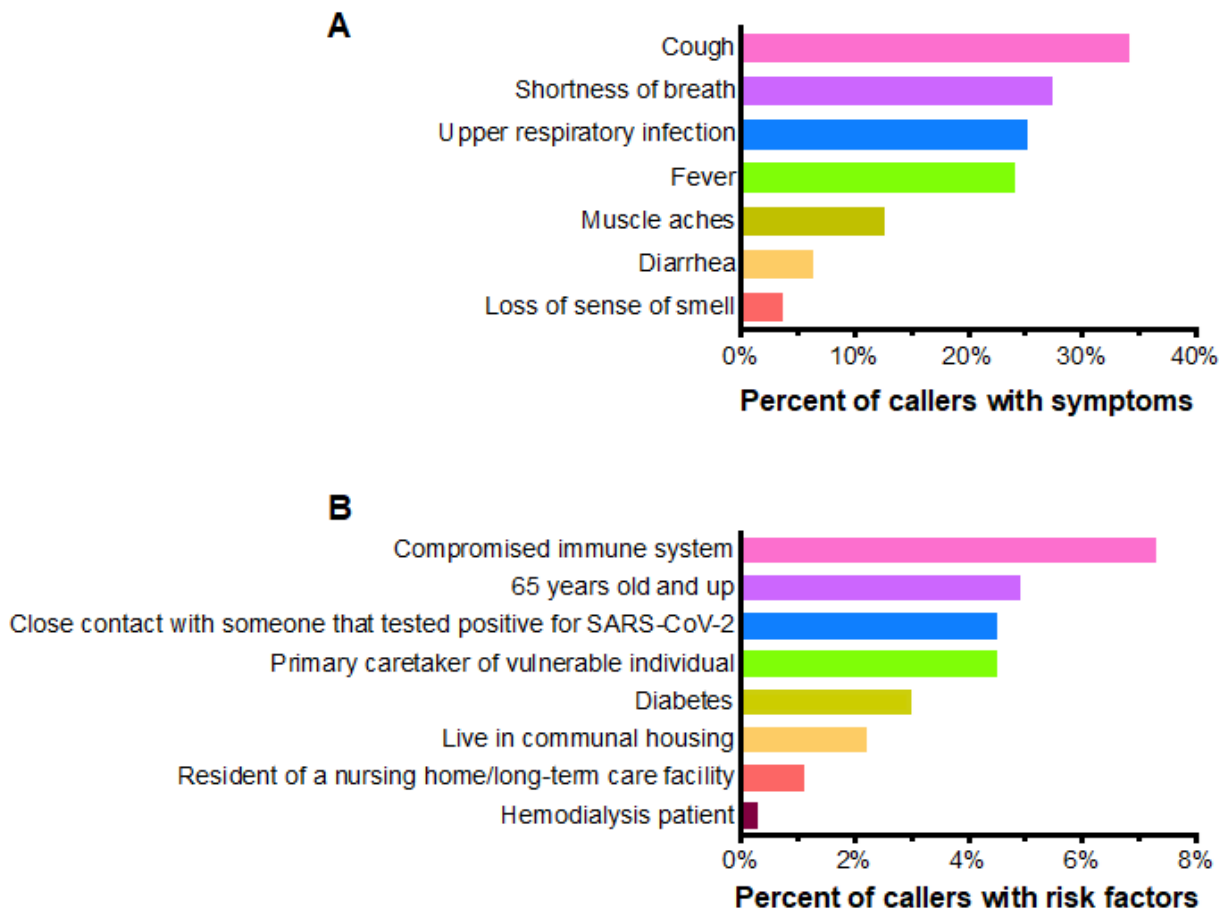 A
Cough
Shortness of breath
Upper respiratory infection
Fever
Muscle aches
Diarrhea
Loss of sense of smell
0% 10% 20% 30% 40%
Percent of callers with symptoms
B
Compromised immune system
65 years old and up
Close contact with someone that tested positive for SARS-CoV-2
Primary caretaker of vulnerable individual
Diabetes
Live in communal housing
Resident of a nursing home/long-term care facility
Hemodialysis patient
0% 2% 4% 6% 8%
Percent of callers with risk factors